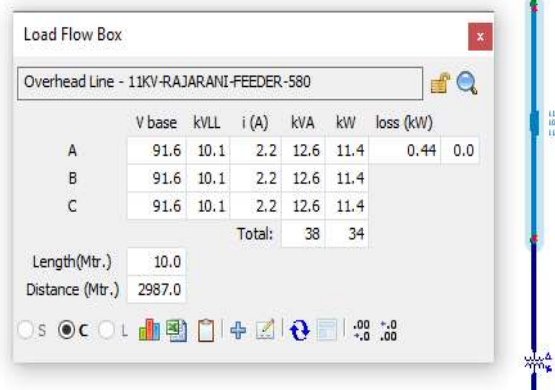 Load Flow Box
x
Overhead Line - 11KV-RAJARANI-FEEDER-580
V base kVLL i (A) kVA kW loss (kW)
A 91.6 10.1 2.2 12.6 11.4 0.44 0.0
B 91.6 10.1 2.2 12.6 11.4
C 91.6 10.1 2.2 12.6 11.4
Total: 38 34
Length(Mtr.) 10.0
Distance (Mtr.) 2987.0
S C L .00 +.0 +.0 .00